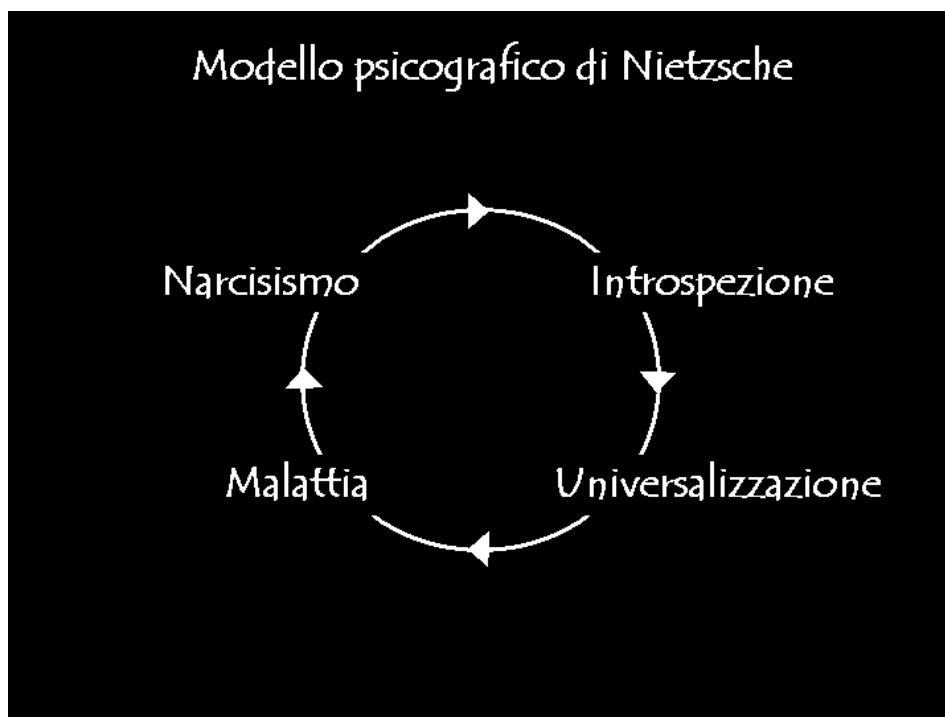 Modello psicografico di Nietzsche
Narcisismo
Introspezione
Malattia
Universalizzazione